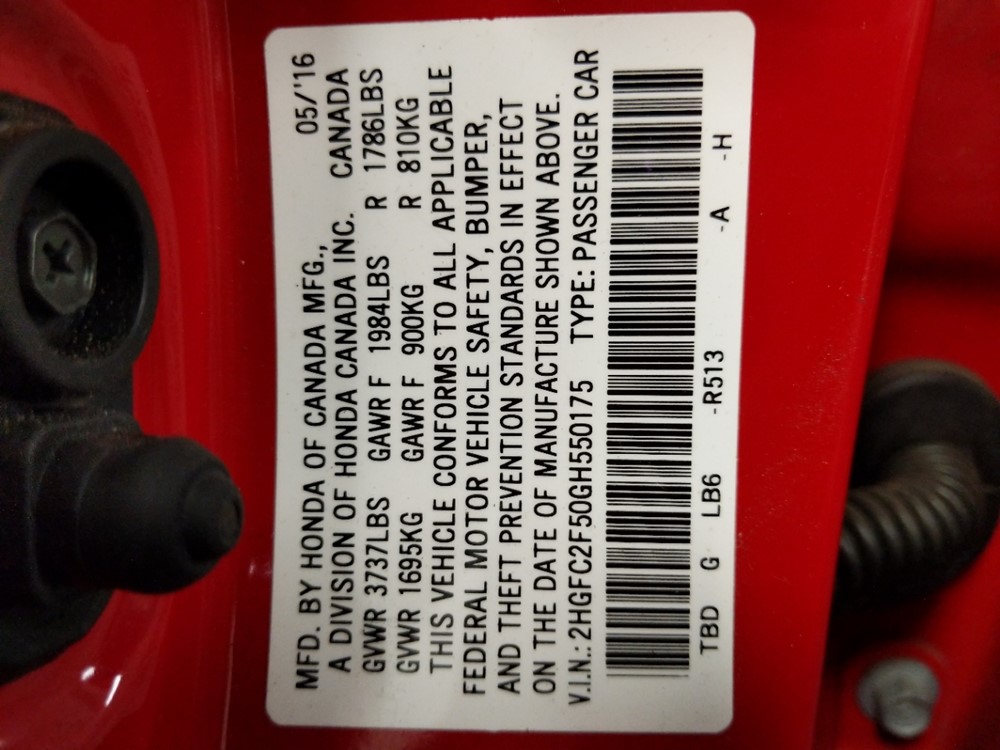 MFD. BY HONDA OF CANADA MFG., 05/'16
A DIVISION OF HONDA CANADA INC. CANADA
GVWR 3737LBS GAWR F 1984LBS R 1786LBS
GVWR 1695KG GAWR F 900KG R 810KG
THIS VEHICLE CONFORMS TO ALL APPLICABLE
FEDERAL MOTOR VEHICLE SAFETY, BUMPER,
AND THEFT PREVENTION STANDARDS IN EFFECT
ON THE DATE OF MANUFACTURE SHOWN ABOVE.
V.I.N.:2HGFC2F50GH550175 TYPE: PASSENGER CAR
TBD G LB6 -R513 -A -H